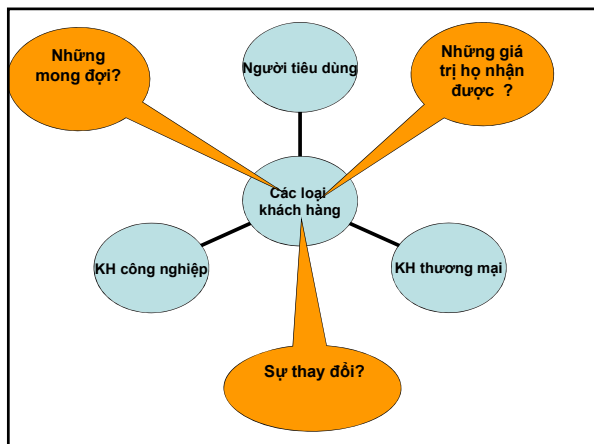 Những
mong đợi?
Người tiêu dùng
Những giá
trị họ nhận
được ?
Các loại
khách hàng
KH công nghiệp
KH thương mại
Sự thay đổi?